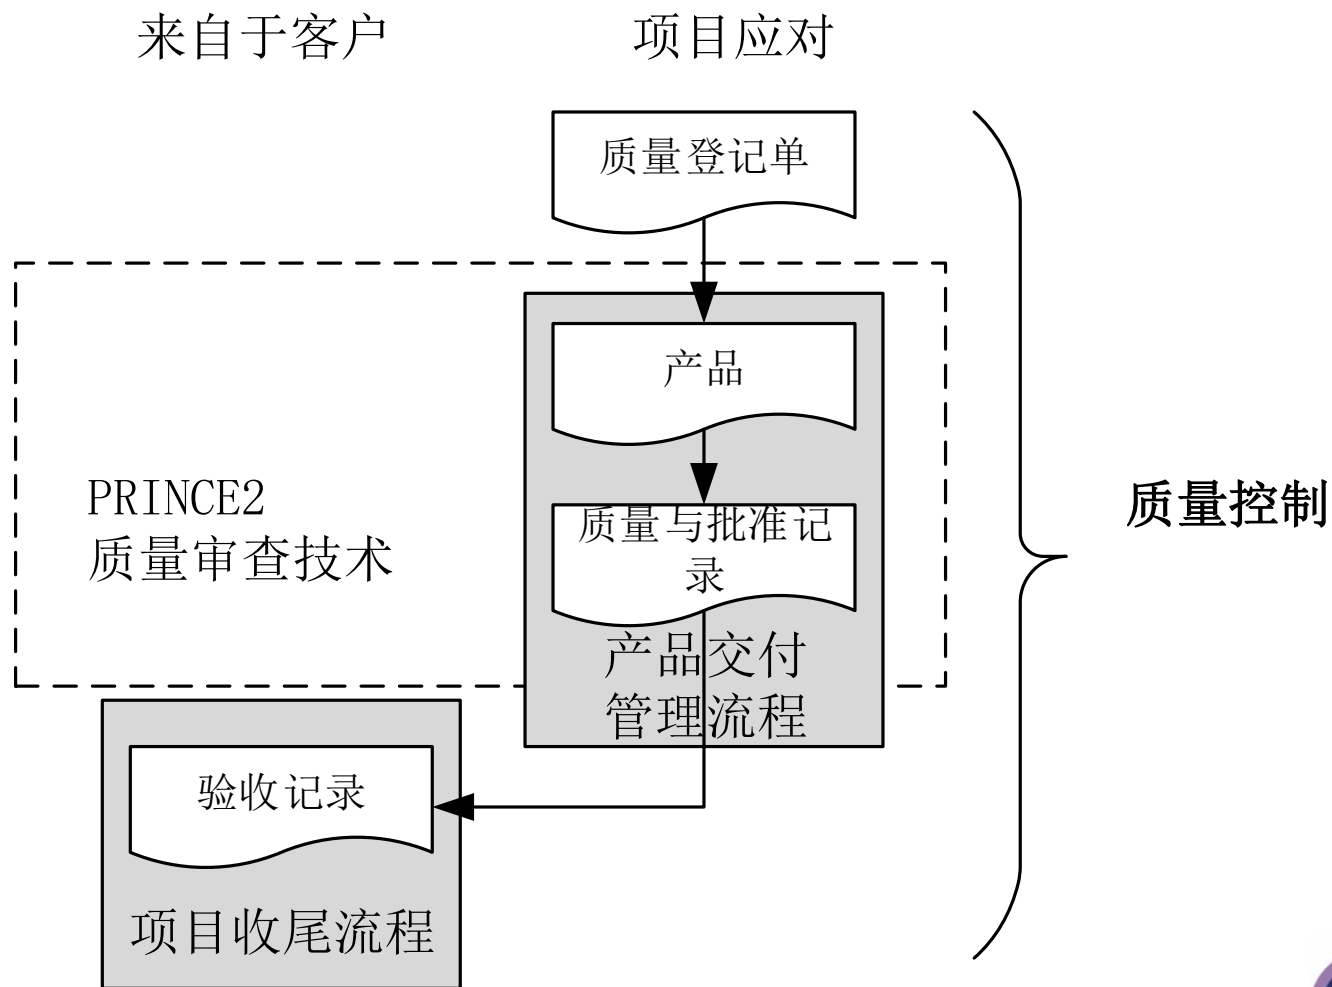 来自于客户
项目应对
质量登记单
产品
PRINCE2
质量审查技术
质量与批准记
录
质量控制
产品交付
管理流程
验收记录
项目收尾流程